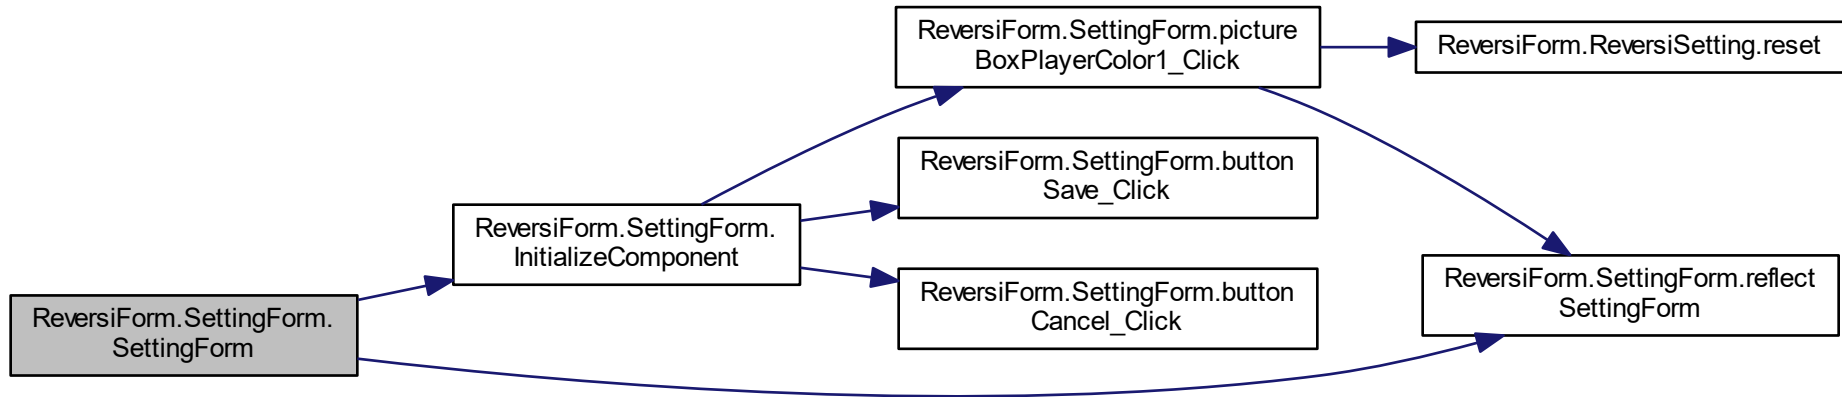 ReversiForm.SettingForm.picture
BoxPlayerColor1_Click
ReversiForm.ReversiSetting.reset
ReversiForm.SettingForm.button
Save_Click
ReversiForm.SettingForm.
InitializeComponent
ReversiForm.SettingForm.button
Cancel_Click
ReversiForm.SettingForm.reflect
SettingForm
ReversiForm.SettingForm.
SettingForm